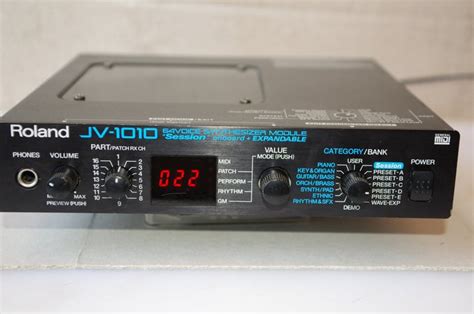 Roland JV-1010 64VOICE SYNTHESIZER MODULE
"Session" onboard + EXPANDABLE
GENERAL MIDI
PHONES VOLUME
MAX
PREVIEW (PUSH)
PART/PATCH RX CH
16 1
15 2
14 3
13 4
12 5
11 6
10 7
9
022
MIDI
PATCH
PERFORM
RHYTHM
GM
VALUE
MODE (PUSH)
CATEGORY/BANK
PIANO
KEY&ORGAN
GUITAR/BASS
ORCH/BRASS
SYNTH/PAD
ETHNIC
RHYTHM&SFX
USER
DEMO
Session
PRESET-A
PRESET-B
PRESET-C
PRESET-D
PRESET-E
WAVE-EXP
POWER